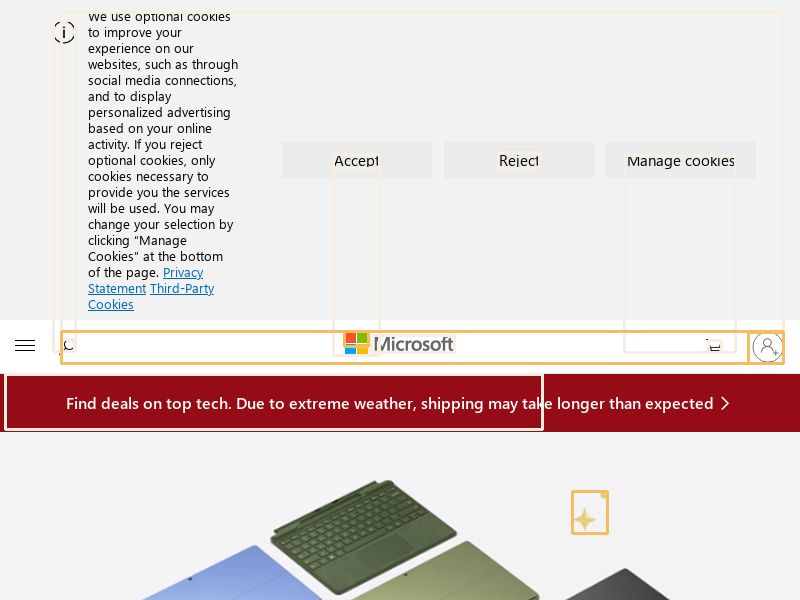 We use optional cookies
to improve your
experience on our
websites, such as through
social media connections,
and to display
personalized advertising
based on your online
activity. If you reject
optional cookies, only
cookies necessary to
provide you the services
will be used. You may
change your selection by
clicking “Manage
Cookies” at the bottom
of the page. Privacy
Statement Third-Party
Cookies
Accept
Reject
Manage cookies
Microsoft
Find deals on top tech. Due to extreme weather, shipping may take longer than expected